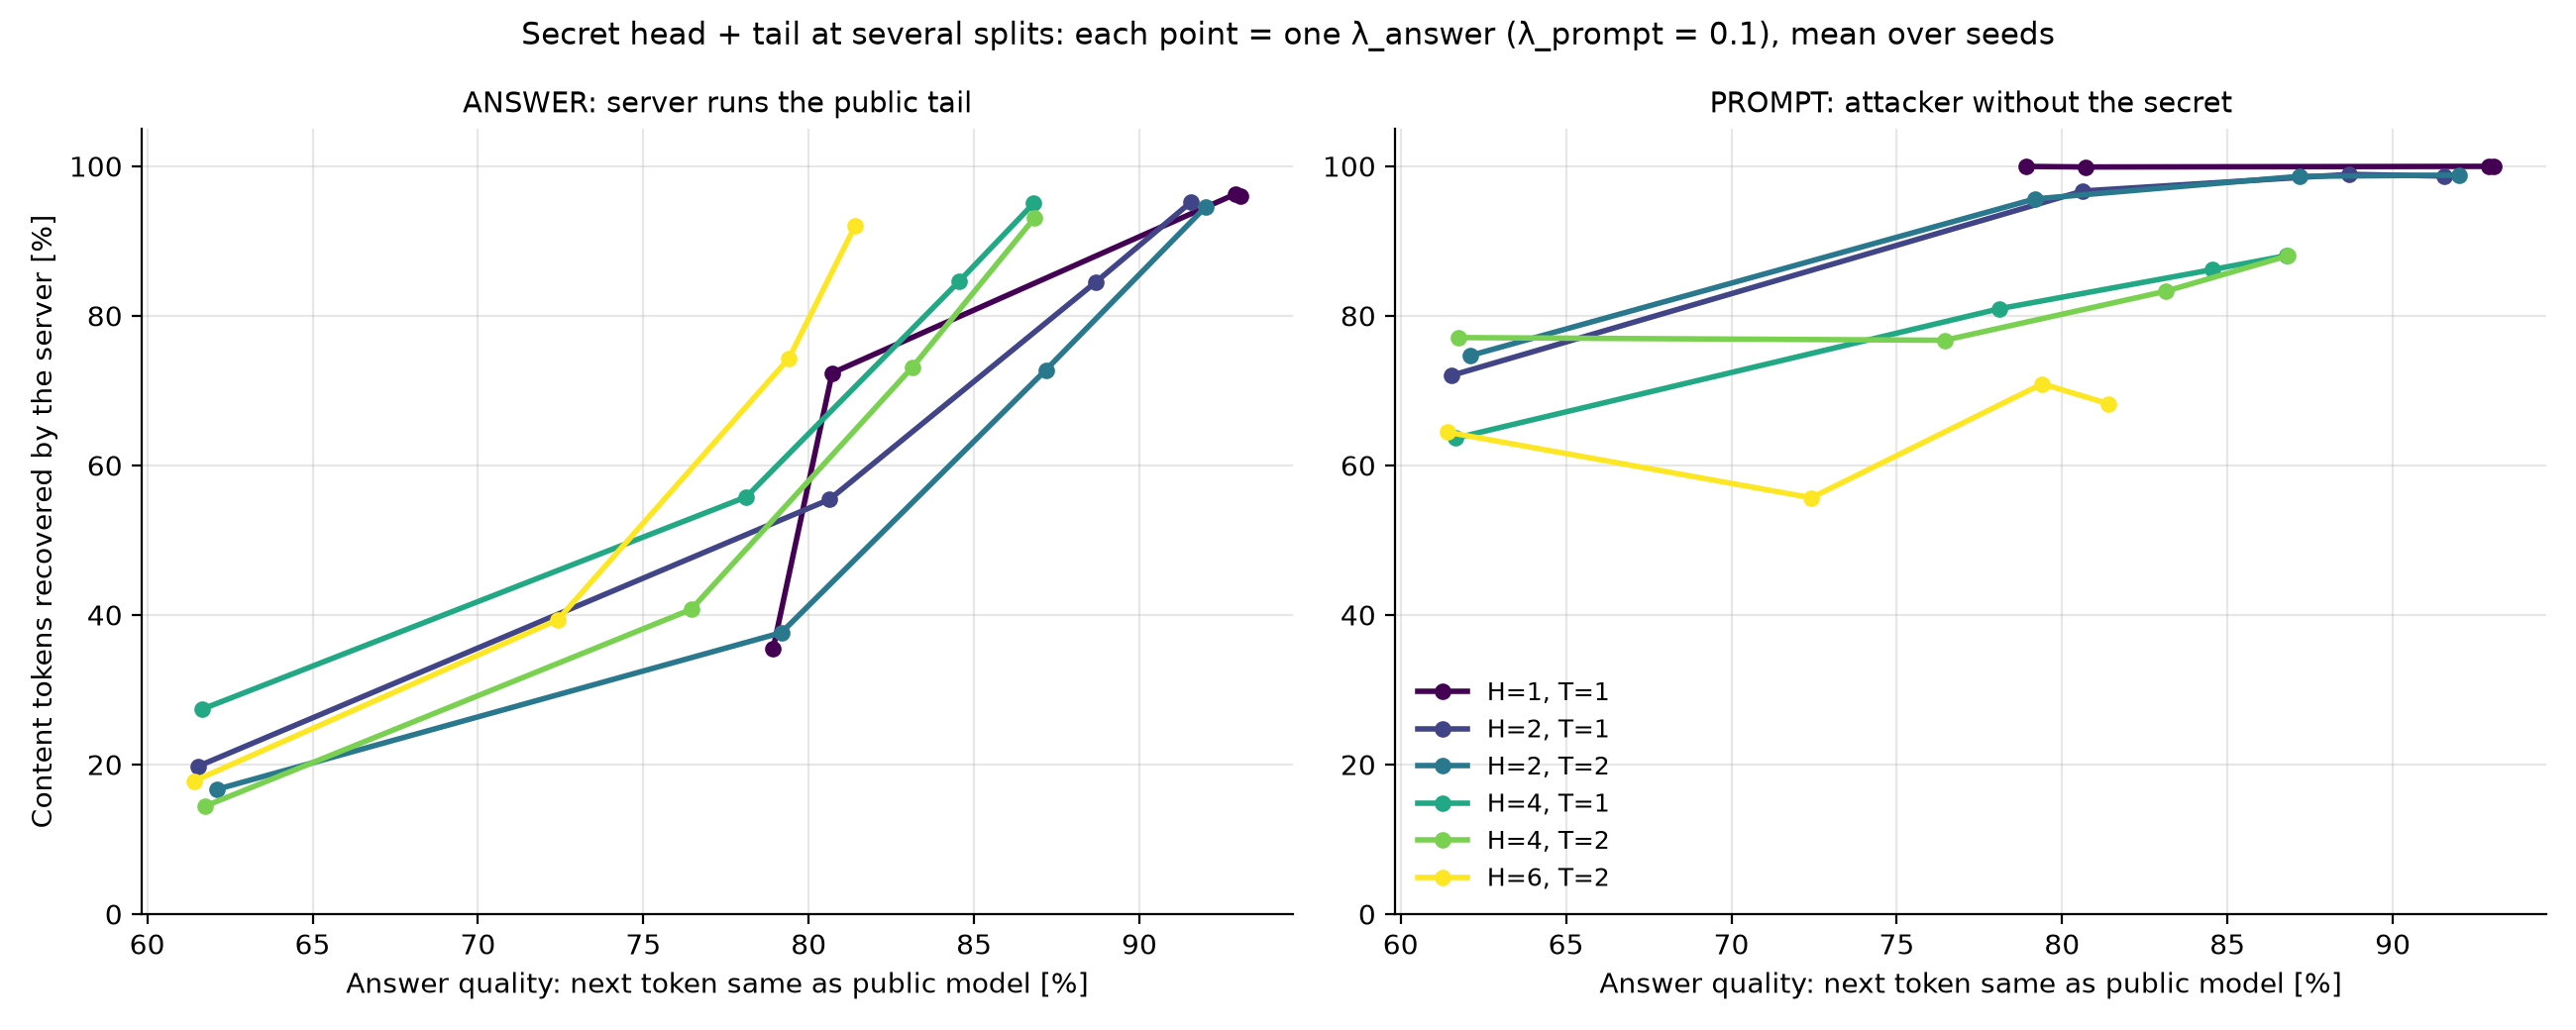 Secret head + tail at several splits: each point = one λ_answer (λ_prompt = 0.1), mean over seeds
ANSWER: server runs the public tail
Content tokens recovered by the server [%]
100
80
60
40
20
0
60 65 70 75 80 85 90
Answer quality: next token same as public model [%]
PROMPT: attacker without the secret
100
80
60
40
20
0
H=1, T=1
H=2, T=1
H=2, T=2
H=4, T=1
H=4, T=2
H=6, T=2
60 65 70 75 80 85 90
Answer quality: next token same as public model [%]